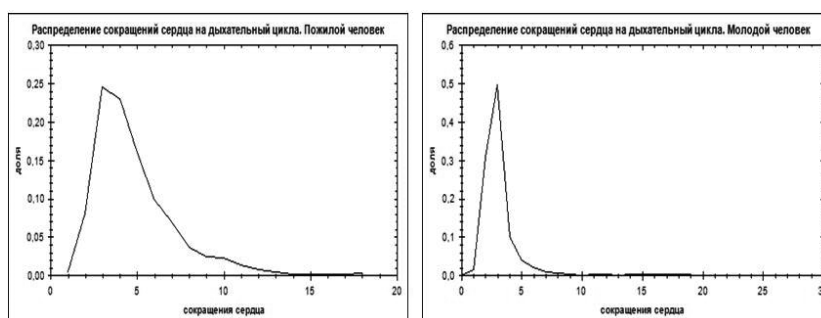 Распределение сокращений сердца на дыхательный цикла. Пожилой человек
0,30
0,25
0,20
0,15
0,10
0,05
0,00
доля
0 5 10 15 20
сокращения сердца
Распределение сокращений сердца на дыхательный цикла. Молодой человек
0,6
0,5
0,4
0,3
0,2
0,1
0,0
доля
0 5 10 15 20 25 3
сокращения сердца